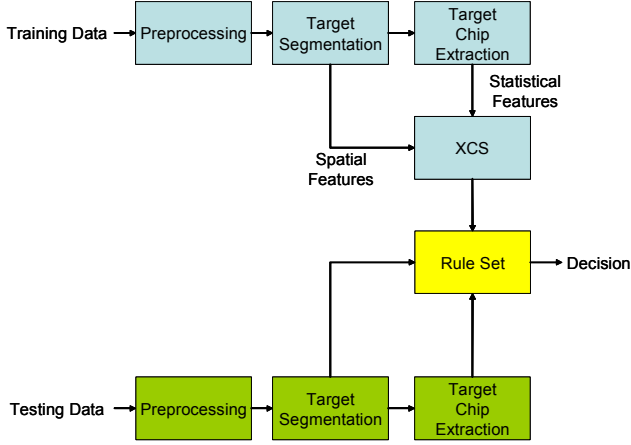 Training Data
Preprocessing
Target
Segmentation
Target
Chip
Extraction
Statistical
Features
Spatial
Features
XCS
Rule Set
Decision
Testing Data
Preprocessing
Target
Segmentation
Target
Chip
Extraction